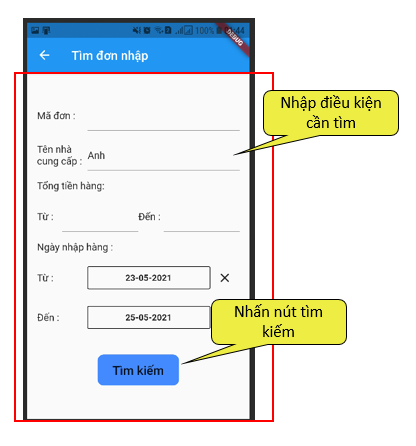 100% 44
DEBUG
Tìm đơn nhập
Nhập điều kiện
cần tìm
Mã đơn :
Tên nhà
cung cấp : Anh
Tổng tiền hàng:
Từ : Đến :
Ngày nhập hàng :
Từ : 23-05-2021
Đến : 25-05-2021
Nhấn nút tìm
kiếm
Tìm kiếm